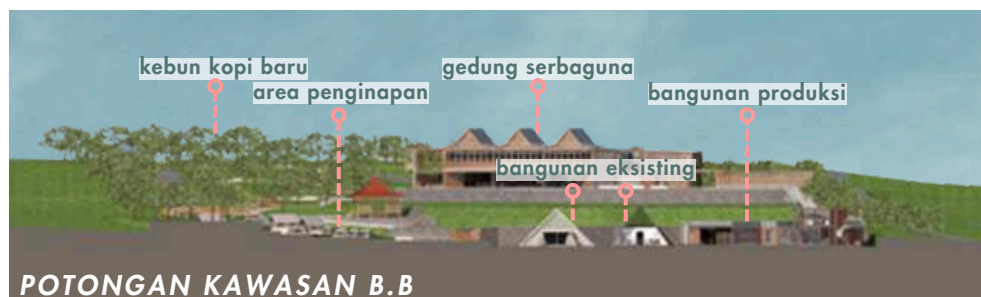 kebun kopi baru
area penginapan
gedung serbaguna
bangunan produksi
bangunan eksisting
POTONGAN KAWASAN B.B